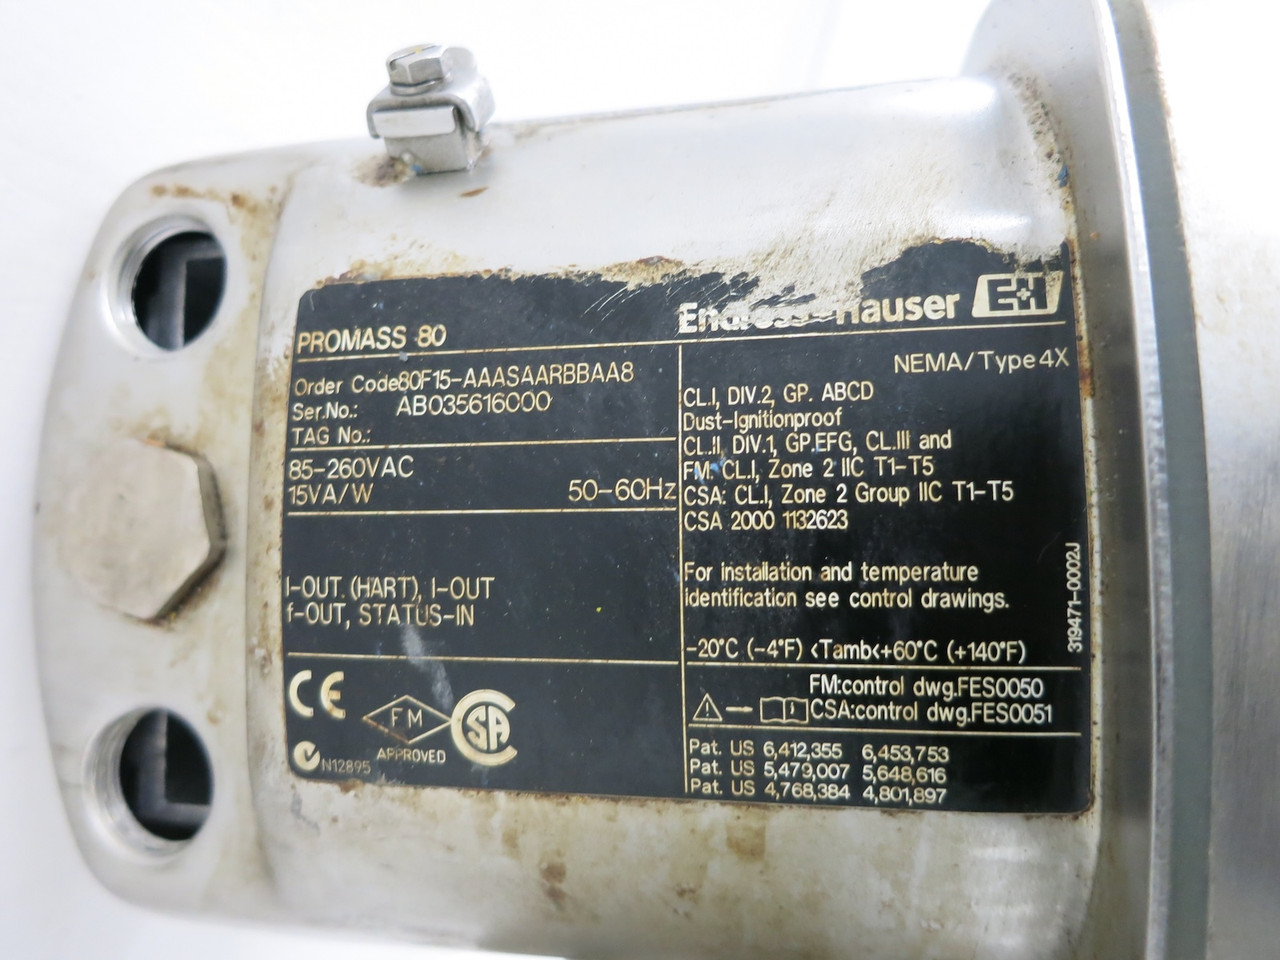 PROMASS 80
Endress+Hauser E+H
Order Code 80F15-AAASAARBBAA8
Ser.No.: AB035616000
TAG No.:
85-260VAC
15VA/W 50-60Hz
I-OUT. (HART), I-OUT
f-OUT, STATUS-IN
CE
FM
APPROVED
SA
N12895
NEMA/Type 4X
CL.I, DIV.2, GP. ABCD
Dust-Ignitionproof
CL.II, DIV.1, GP.EFG, CL.III and
FM: CL.I, Zone 2 IIC T1-T5
CSA: CL.I, Zone 2 Group IIC T1-T5
CSA 2000 1132623
For installation and temperature
identification see control drawings.
-20°C (-4°F) <Tamb<+60°C (+140°F)
FM:control dwg.FES0050
CSA:control dwg.FES0051
Pat. US 6,412,355 6,453,753
Pat. US 5,479,007 5,648,616
Pat. US 4,768,384 4,801,897
319471-0002J